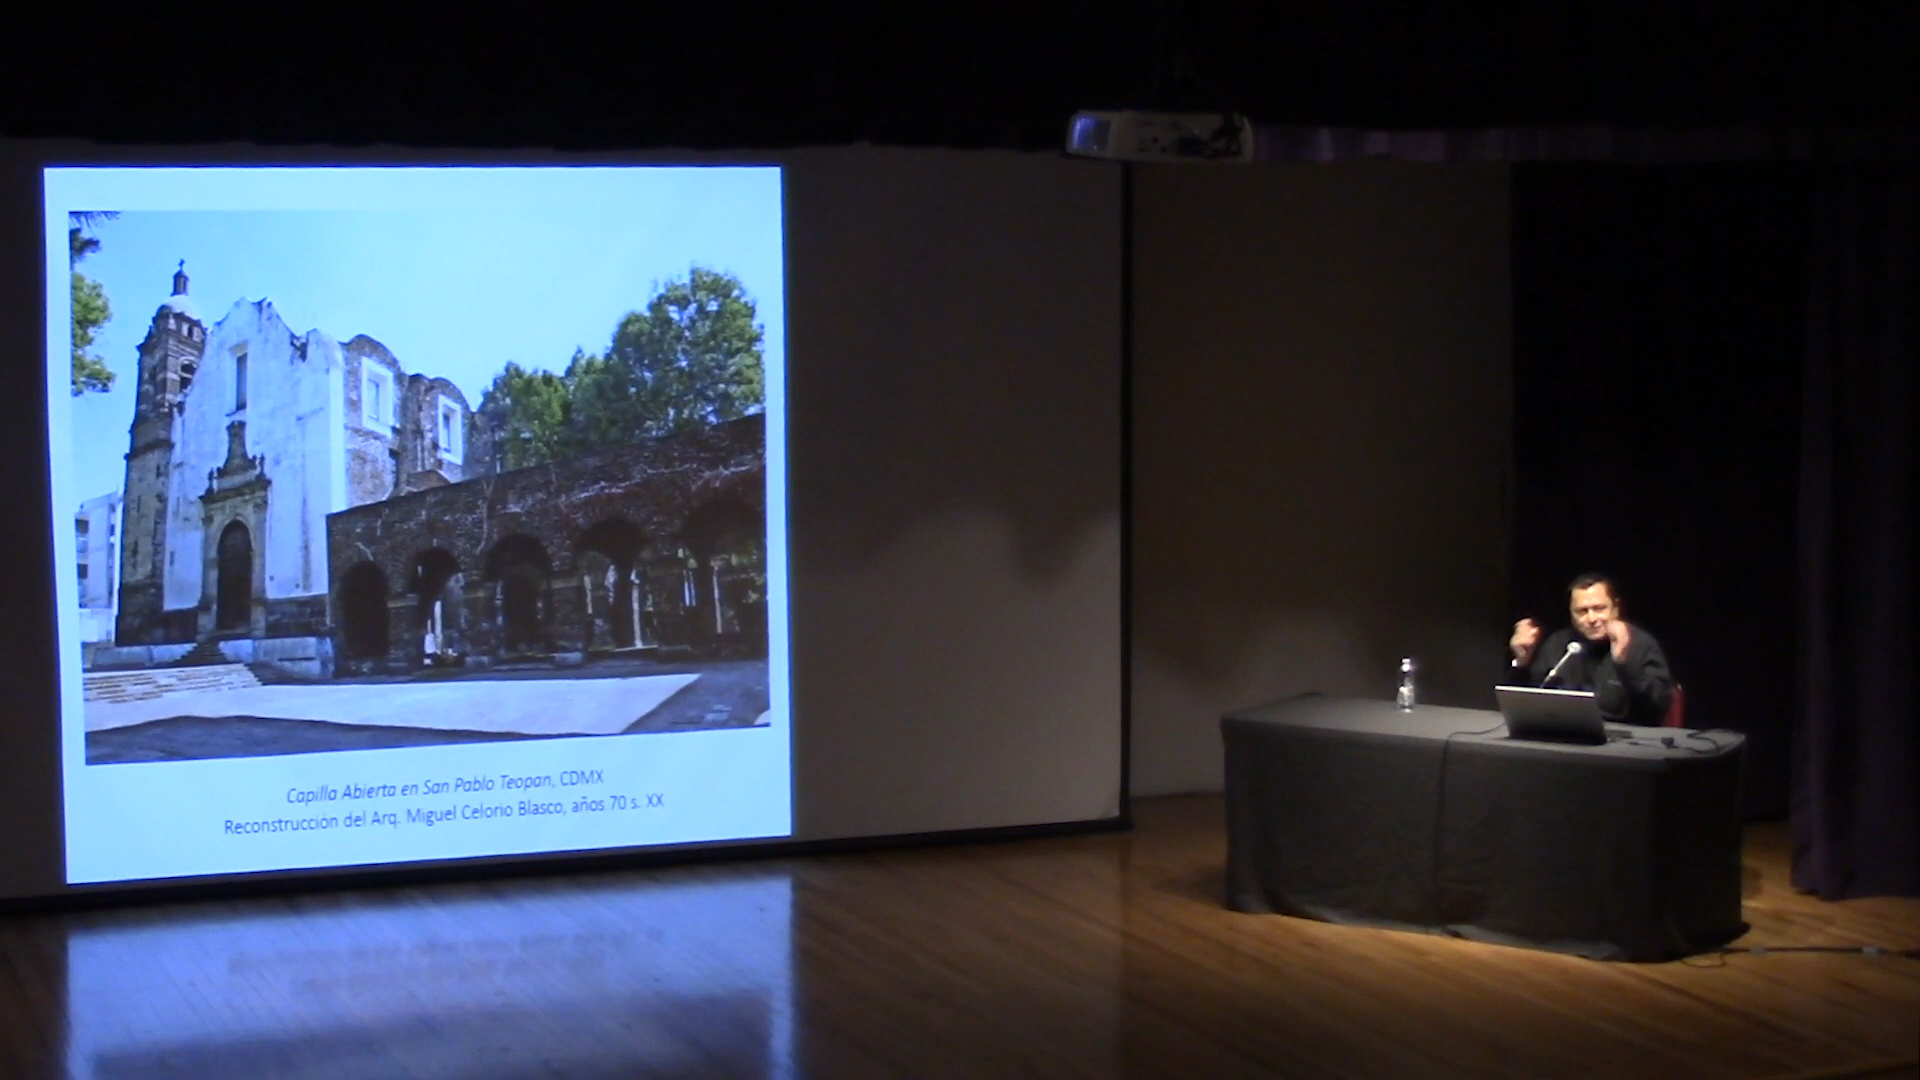 Capilla Abierta en San Pablo Teopan, CDMX
Reconstrucción del Arq. Miguel Celorio Blasco, años 70 s. XX